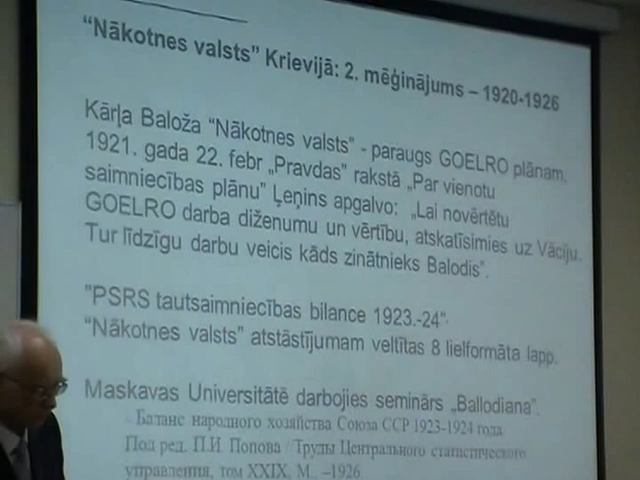 “Nākotnes valsts” Krievijā: 2. mēģinājums – 1920-1926
Kārļa Baloža “Nākotnes valsts” - paraugs GOELRO plānam.
1921. gada 22. febr „Pravdas” rakstā „Par vienotu
saimniecības plānu” Ļeņins apgalvo: „Lai novērtētu
GOELRO darba diženumu un vērtību, atskatīsimies uz Vāciju.
Tur līdzīgu darbu veicis kāds zinātnieks Balodis”.
"PSRS tautsaimniecības bilance 1923.-24".
“Nākotnes valsts” atstāstījumam veltītas 8 lielformāta lapp.
Maskavas Universitātē darbojies seminārs „Ballodiana”.
- Баланс народного хозяйства Союза ССР 1923-1924 года
Под ред. П.И. Попова // Труды Центрального статистического
управления, том XXIX, М., –1926.